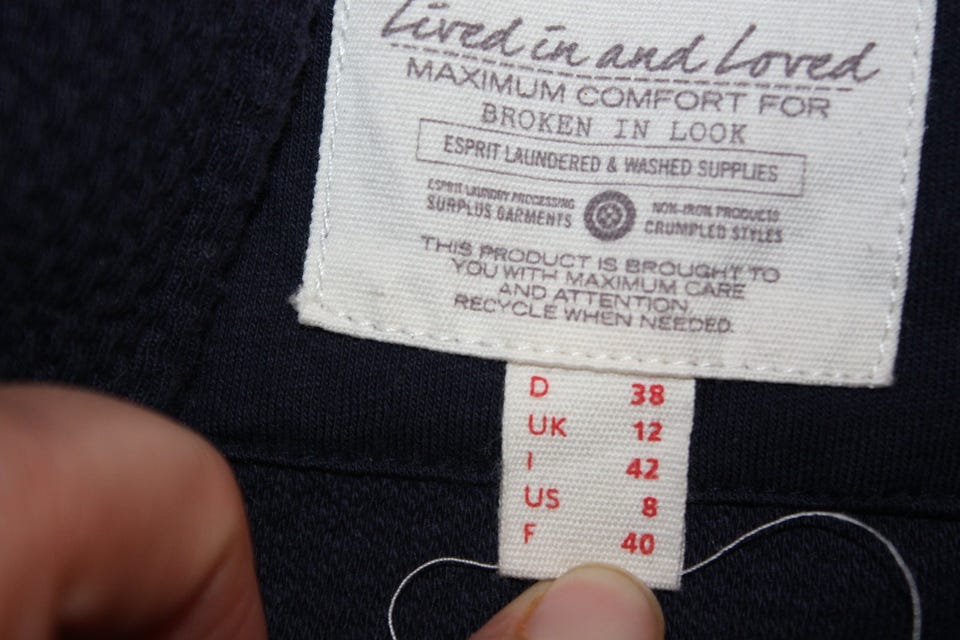 Lived in and Loved
MAXIMUM COMFORT FOR
BROKEN IN LOOK
ESPRIT LAUNDERED & WASHED SUPPLIES
ESPRIT LAUNDRY PROCESSING NON-IRON PRODUCTS
SURPLUS GARMENTS CRUMPLED STYLES
THIS PRODUCT IS BROUGHT TO
YOU WITH MAXIMUM CARE
AND ATTENTION.
RECYCLE WHEN NEEDED.
D 38
UK 12
I 42
US 8
F 40